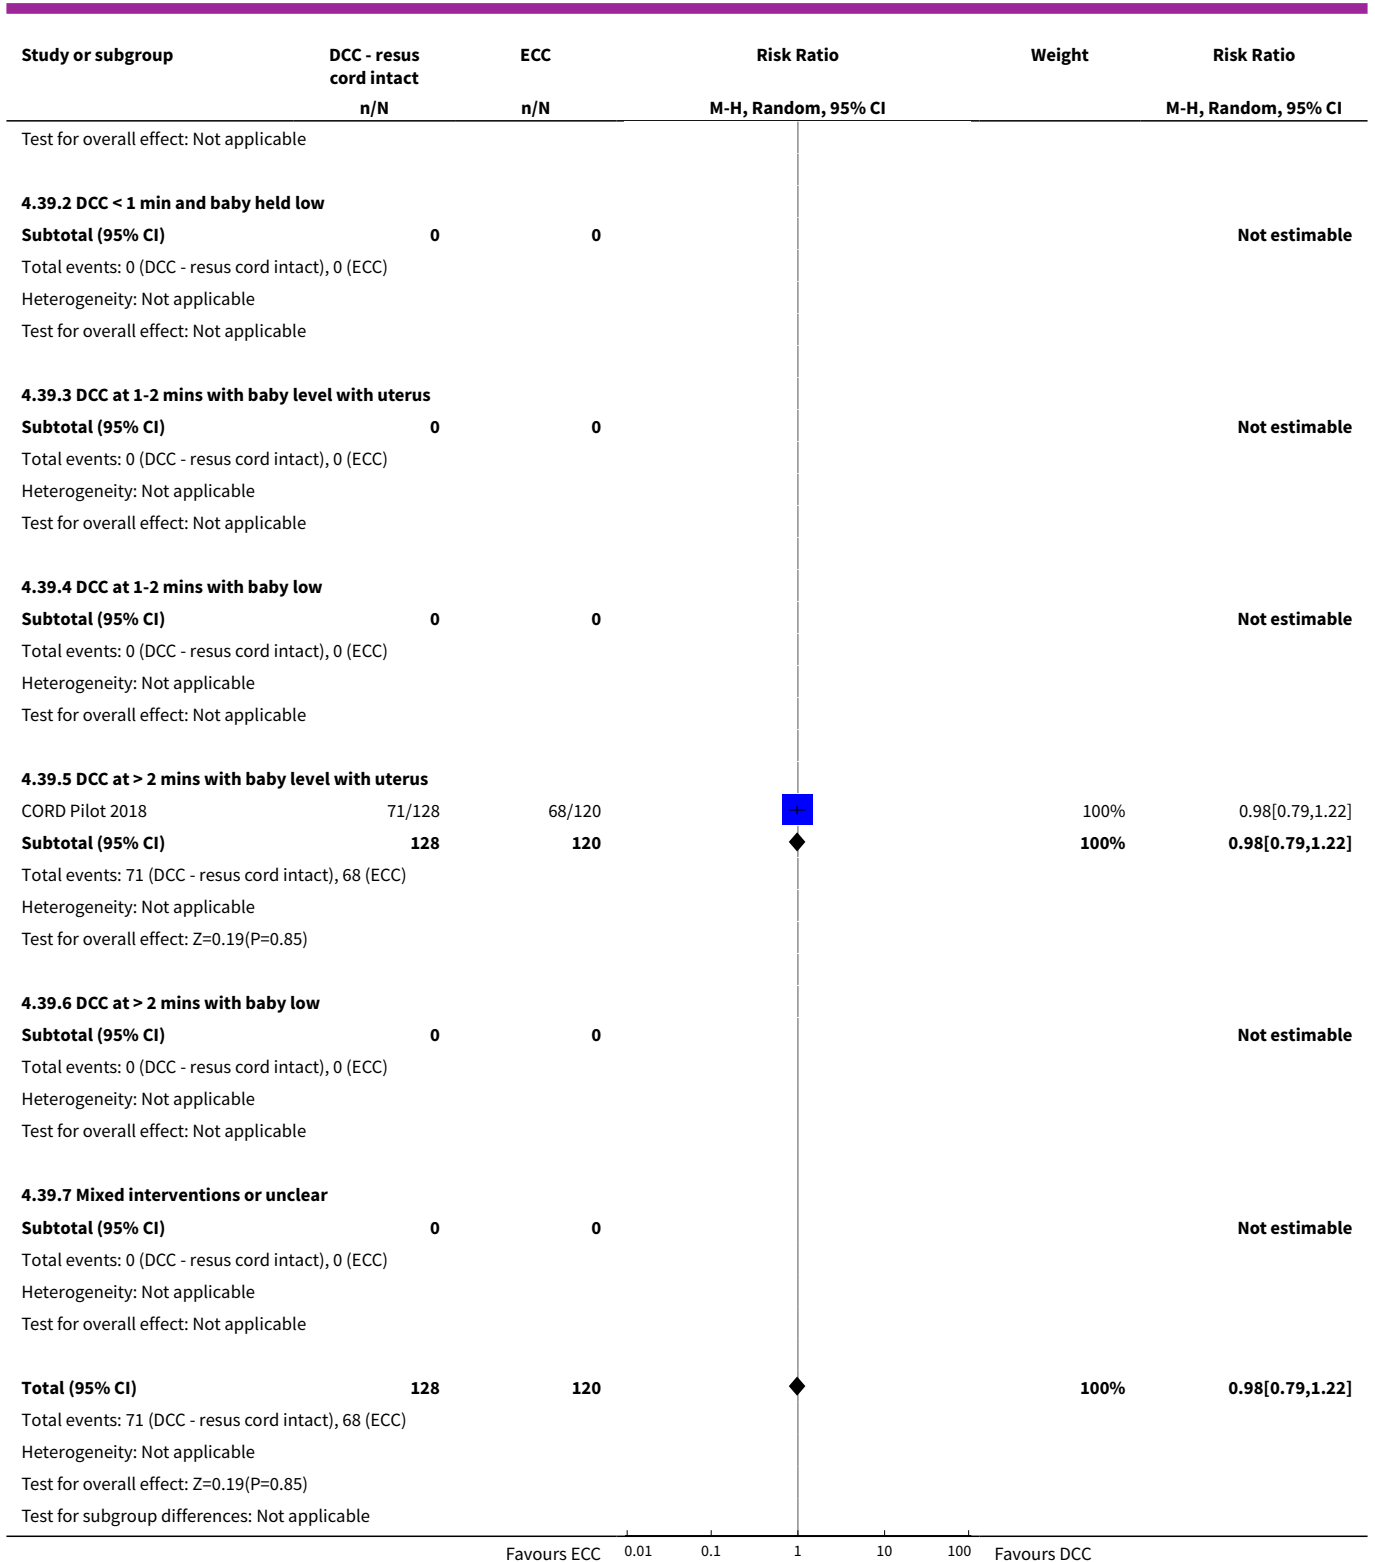 Study or subgroup DCC - resus cord intact ECC Risk Ratio Weight Risk Ratio
n/N n/N M-H, Random, 95% CI M-H, Random, 95% CI
Test for overall effect: Not applicable
4.39.2 DCC < 1 min and baby held low
Subtotal (95% CI) 0 0 Not estimable
Total events: 0 (DCC - resus cord intact), 0 (ECC)
Heterogeneity: Not applicable
Test for overall effect: Not applicable
4.39.3 DCC at 1-2 mins with baby level with uterus
Subtotal (95% CI) 0 0 Not estimable
Total events: 0 (DCC - resus cord intact), 0 (ECC)
Heterogeneity: Not applicable
Test for overall effect: Not applicable
4.39.4 DCC at 1-2 mins with baby low
Subtotal (95% CI) 0 0 Not estimable
Total events: 0 (DCC - resus cord intact), 0 (ECC)
Heterogeneity: Not applicable
Test for overall effect: Not applicable
4.39.5 DCC at > 2 mins with baby level with uterus
CORD Pilot 2018 71/128 68/120 100% 0.98[0.79,1.22]
Subtotal (95% CI) 128 120 100% 0.98[0.79,1.22]
Total events: 71 (DCC - resus cord intact), 68 (ECC)
Heterogeneity: Not applicable
Test for overall effect: Z=0.19(P=0.85)
4.39.6 DCC at > 2 mins with baby low
Subtotal (95% CI) 0 0 Not estimable
Total events: 0 (DCC - resus cord intact), 0 (ECC)
Heterogeneity: Not applicable
Test for overall effect: Not applicable
4.39.7 Mixed interventions or unclear
Subtotal (95% CI) 0 0 Not estimable
Total events: 0 (DCC - resus cord intact), 0 (ECC)
Heterogeneity: Not applicable
Test for overall effect: Not applicable
Total (95% CI) 128 120 100% 0.98[0.79,1.22]
Total events: 71 (DCC - resus cord intact), 68 (ECC)
Heterogeneity: Not applicable
Test for overall effect: Z=0.19(P=0.85)
Test for subgroup differences: Not applicable
Favours ECC 0.01 0.1 1 10 100 Favours DCC